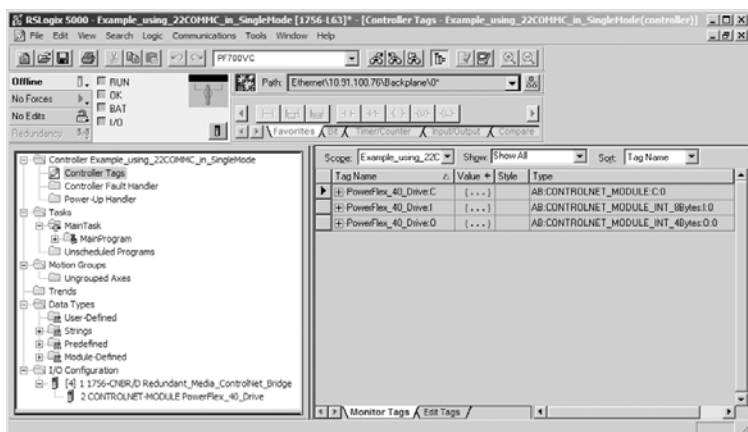 RSLogix 5000 - Example_using_22COMMC_in_SingleMode [1756-L63]* - [Controller Tags - Example_using_22COMMC_in_SingleMode(controller)]
File Edit View Search Logic Communications Tools Window Help
PF700VC
Offline
RUN
Path: Ethernet\10.91.100.76\Backplane\0*
No Forces
OK
BAT
No Edits
I/O
Redundancy
Favorites Bit Timer/Counter Input/Output Compare
Controller Example_using_22COMMC_in_SingleMode
Controller Tags
Controller Fault Handler
Power-Up Handler
Tasks
MainTask
MainProgram
Unscheduled Programs
Motion Groups
Ungrouped Axes
Trends
Data Types
User-Defined
Strings
Predefined
Module-Defined
I/O Configuration
[4] 1 1756-CNBR/D Redundant_Media_ControlNet_Bridge
2 CONTROLNET-MODULE PowerFlex_40_Drive
Scope: Example_using_22C Show: Show All Sort: Tag Name
Tag Name Value Style Type
PowerFlex_40_Drive:C {...} AB:CONTROLNET_MODULE:C:0
PowerFlex_40_Drive:I {...} AB:CONTROLNET_MODULE_INT_8Bytes:I:0
PowerFlex_40_Drive:O {...} AB:CONTROLNET_MODULE_INT_4Bytes:O:0
Monitor Tags Edit Tags